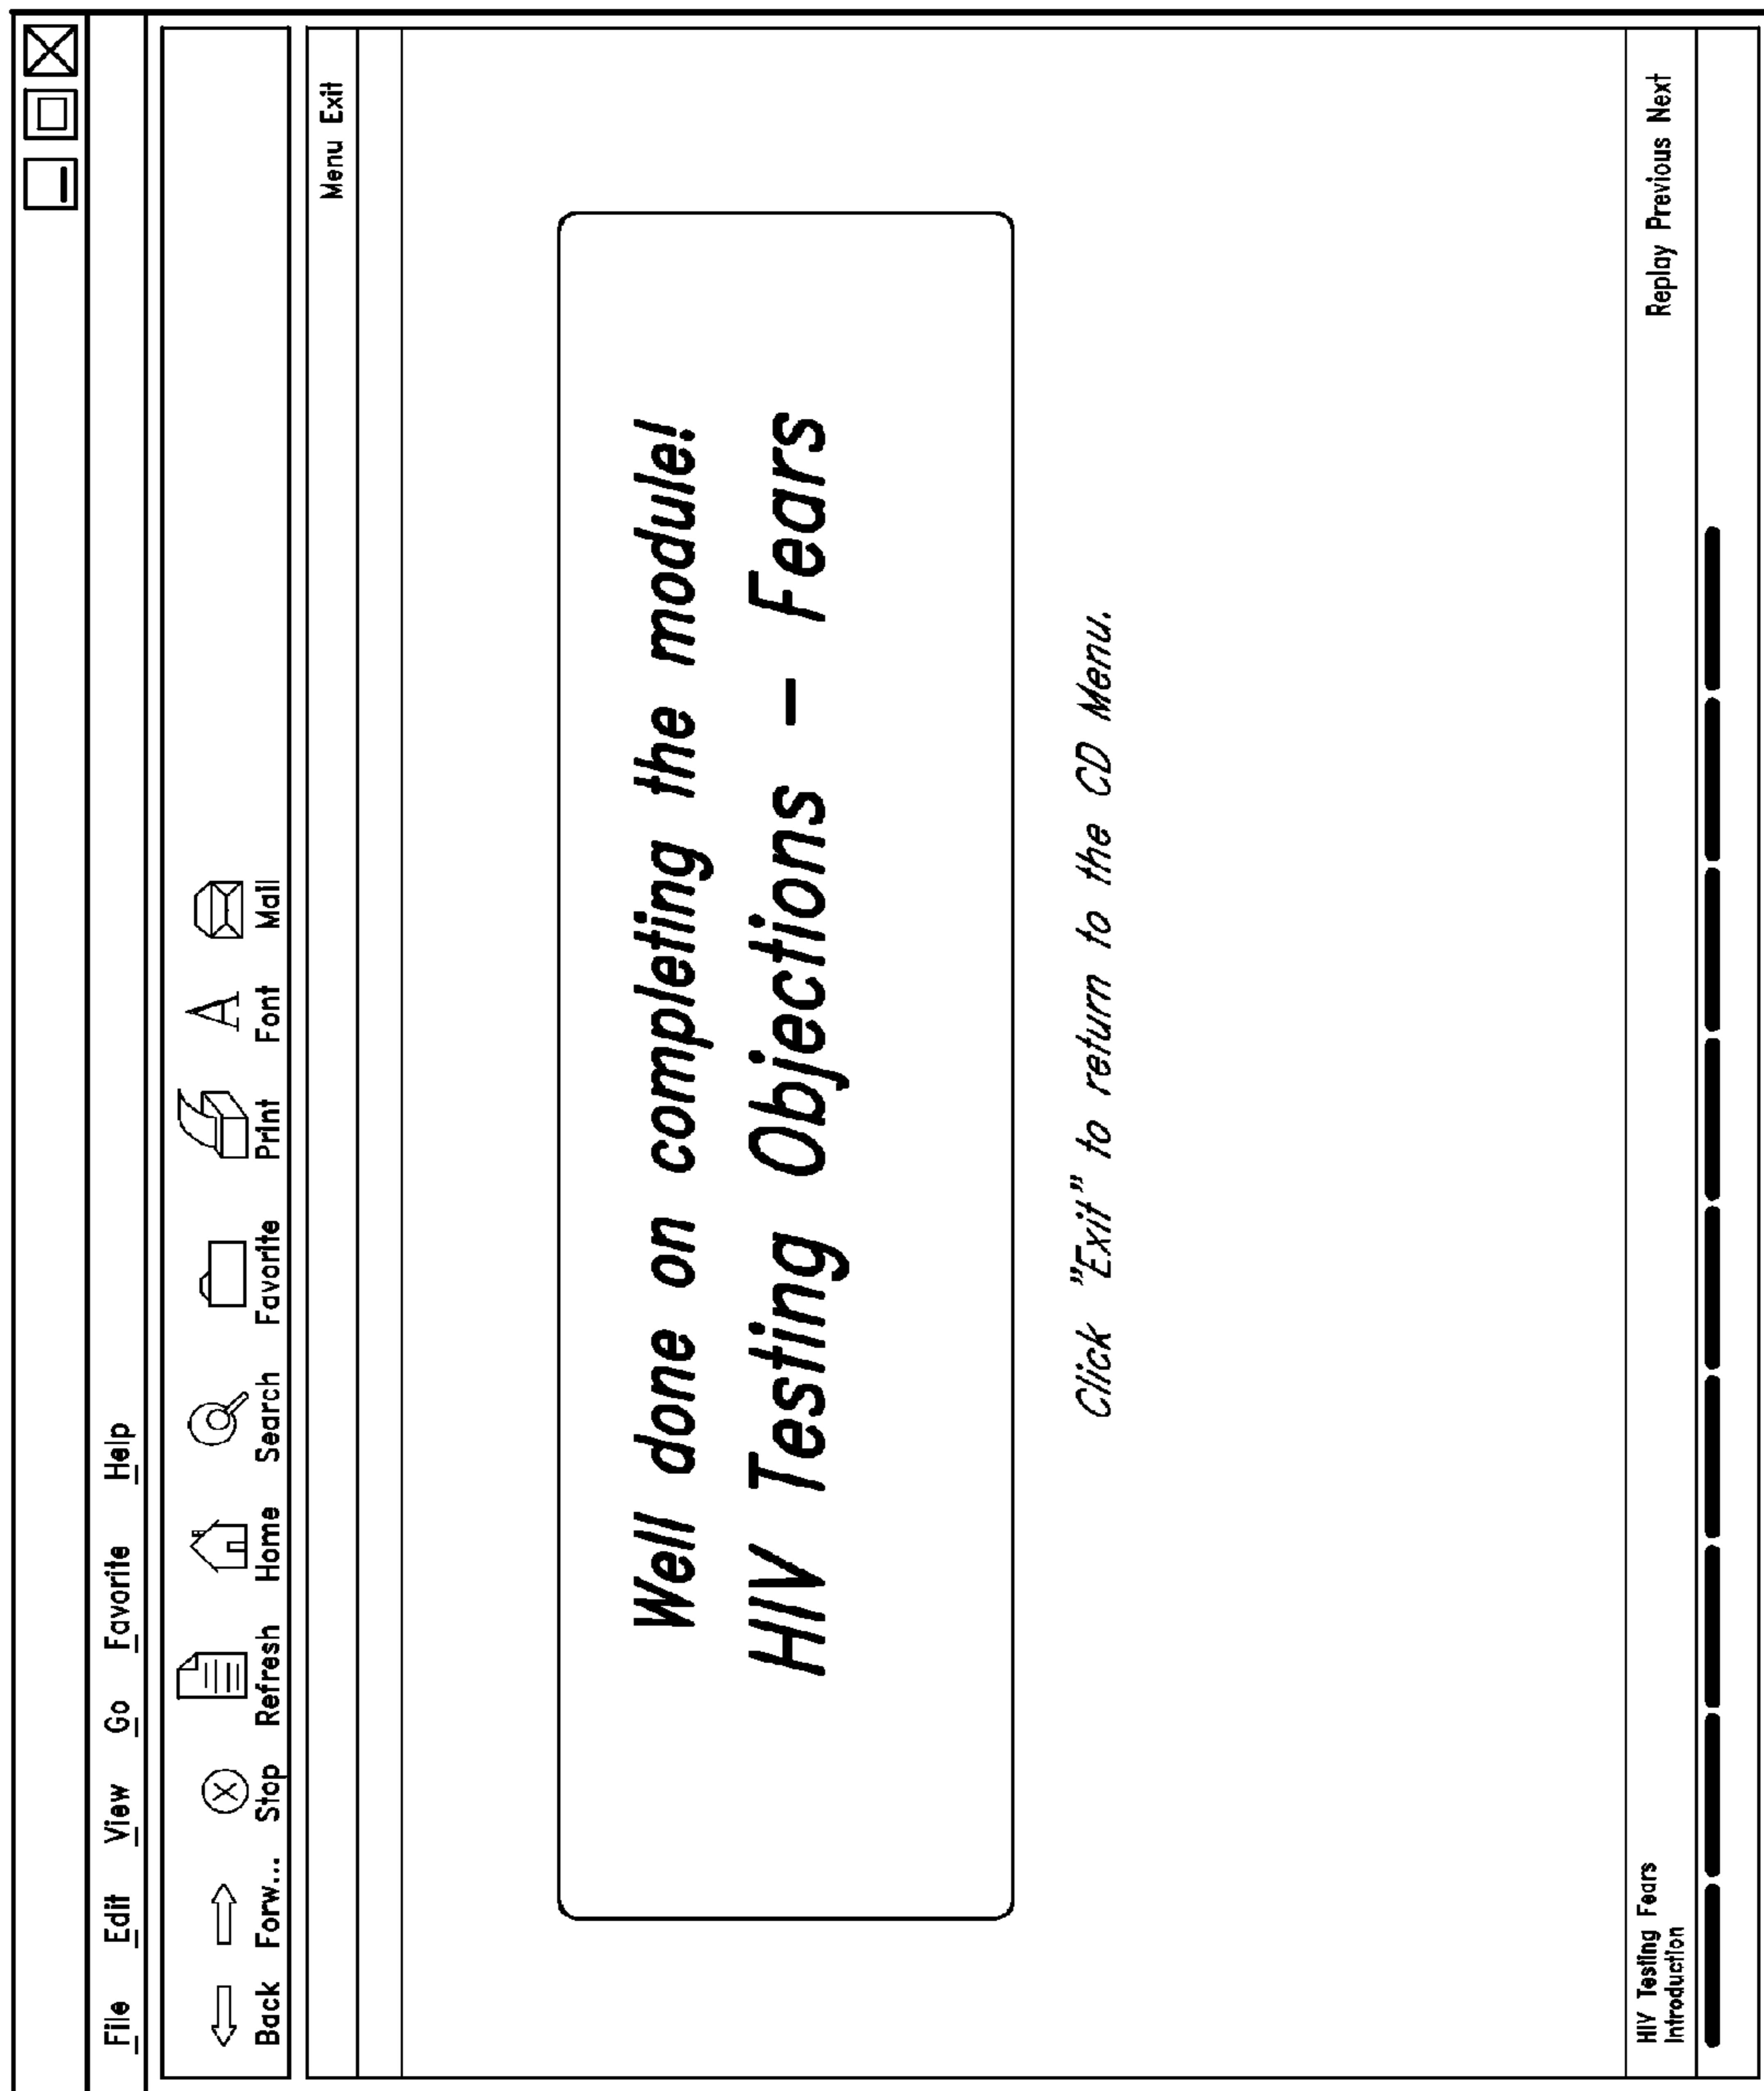 File Edit View Go Favorite Help
Back Forw... Stop Refresh Home Search Favorite Print Font Mail
Menu Exit
Well done on completing the module!
HIV Testing Objections - Fears
Click "Exit" to return to the CD Menu.
HIV Testing Fears
Introduction
Replay Previous Next